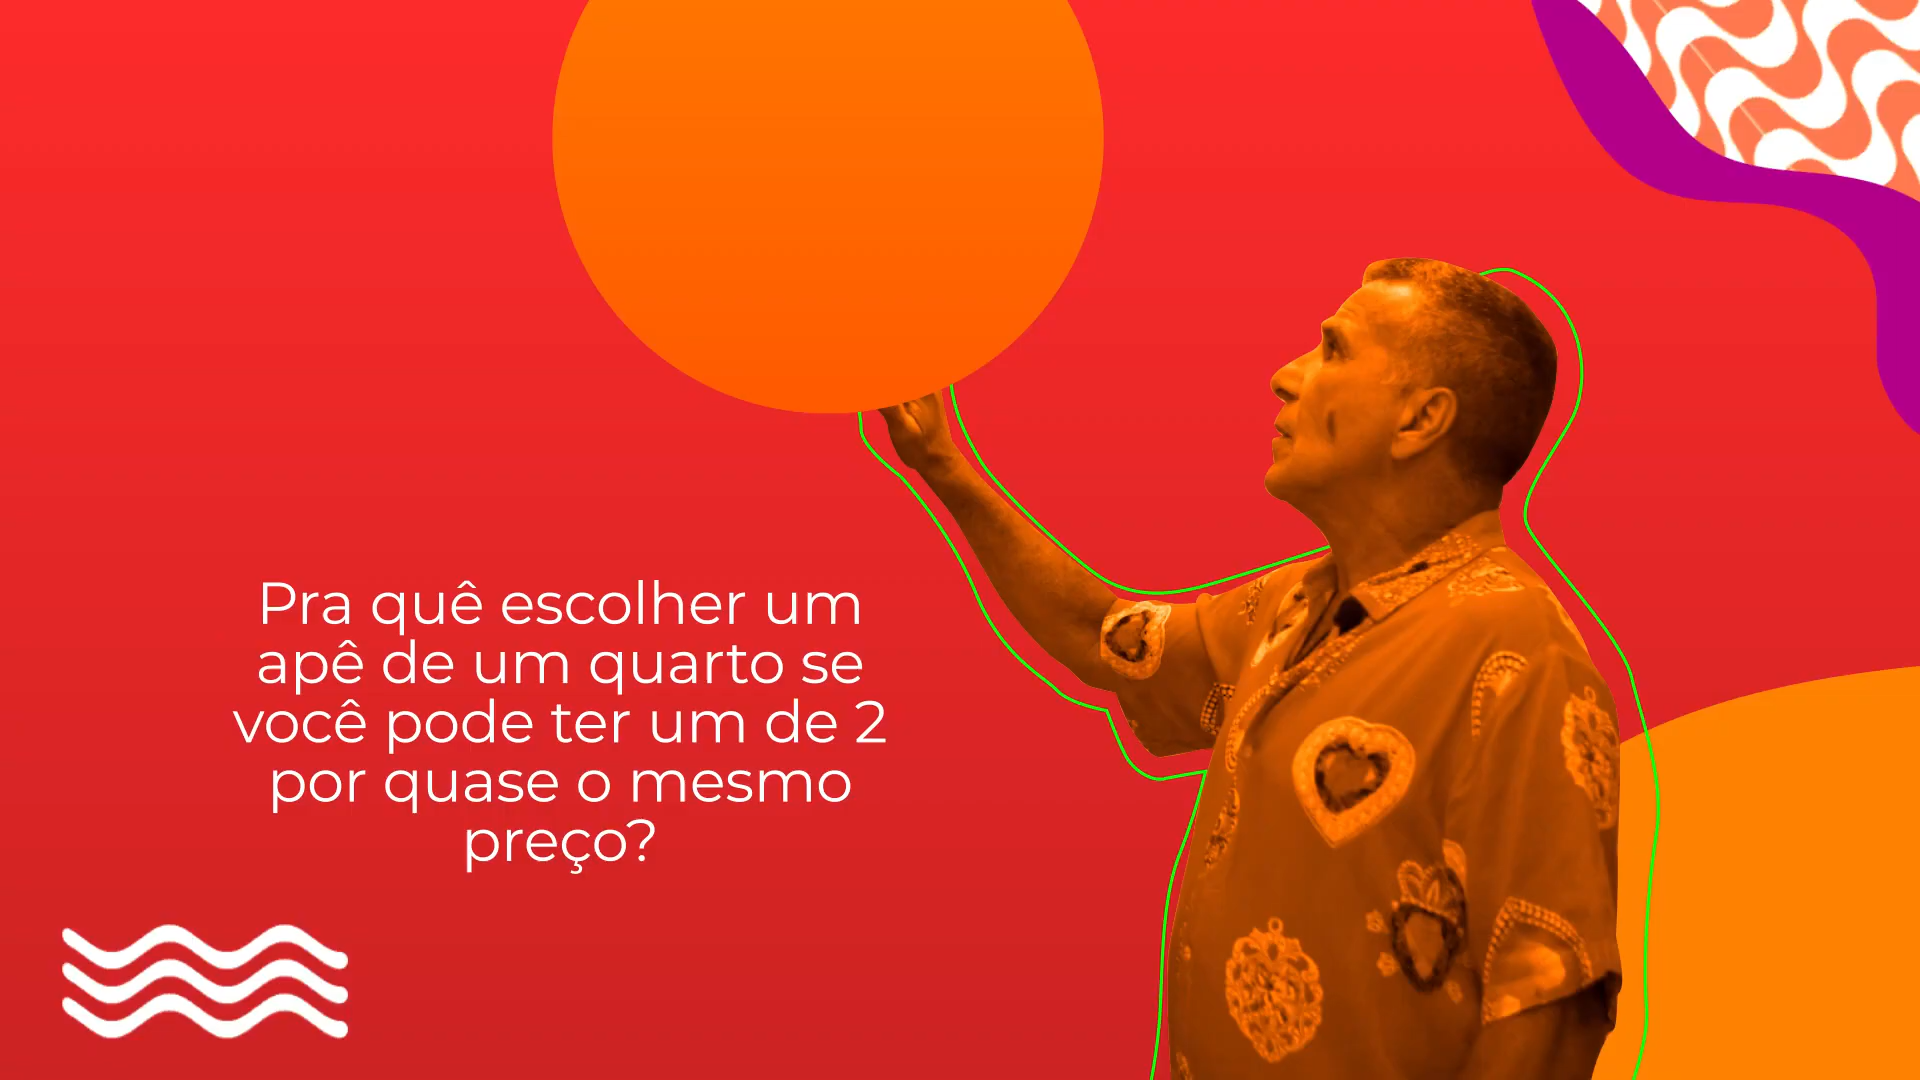 Pra quê escolher um
apê de um quarto se
você pode ter um de 2
por quase o mesmo
preço?